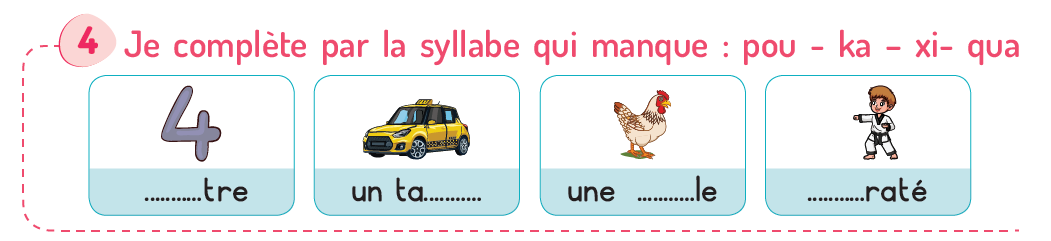 4 Je complète par la syllabe qui manque : pou - ka – xi- qua
4
...........tre
un ta...........
une ...........le
...........raté